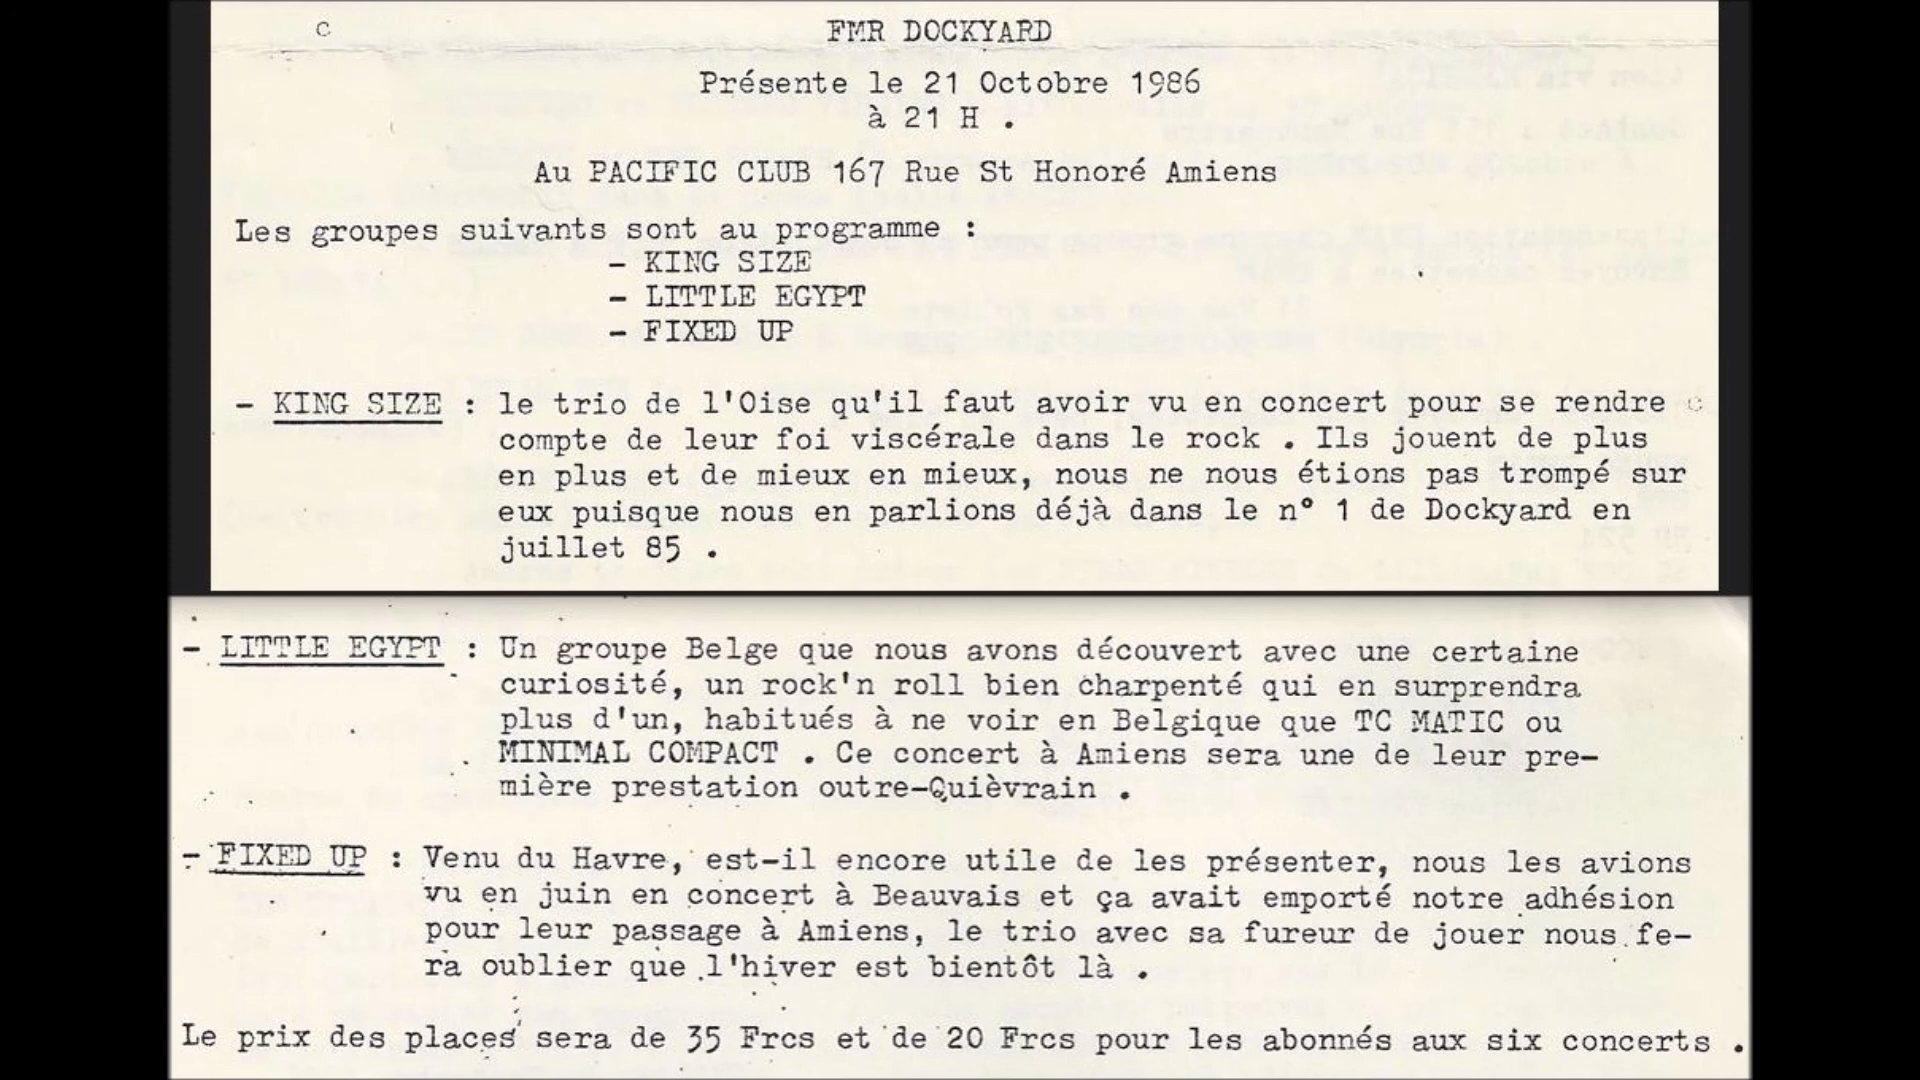 FMR DOCKYARD
Présente le 21 Octobre 1986
à 21 H .
Au PACIFIC CLUB 167 Rue St Honoré Amiens
Les groupes suivants sont au programme :
- KING SIZE
- LITTLE EGYPT
- FIXED UP
- KING SIZE : le trio de l'Oise qu'il faut avoir vu en concert pour se rendre
compte de leur foi viscérale dans le rock . Ils jouent de plus
en plus et de mieux en mieux, nous ne nous étions pas trompé sur
eux puisque nous en parlions déjà dans le n° 1 de Dockyard en
juillet 85 .
- LITTLE EGYPT : Un groupe Belge que nous avons découvert avec une certaine
curiosité, un rock'n roll bien charpenté qui en surprendra
plus d'un, habitués à ne voir en Belgique que TC MATIC ou
MINIMAL COMPACT . Ce concert à Amiens sera une de leur pre-
mière prestation outre-Quièvrain .
- FIXED UP : Venu du Havre, est-il encore utile de les présenter, nous les avions
vu en juin en concert à Beauvais et ça avait emporté notre adhésion
pour leur passage à Amiens, le trio avec sa fureur de jouer nous fe-
ra oublier que l'hiver est bientôt là .
Le prix des places sera de 35 Frcs et de 20 Frcs pour les abonnés aux six concerts .